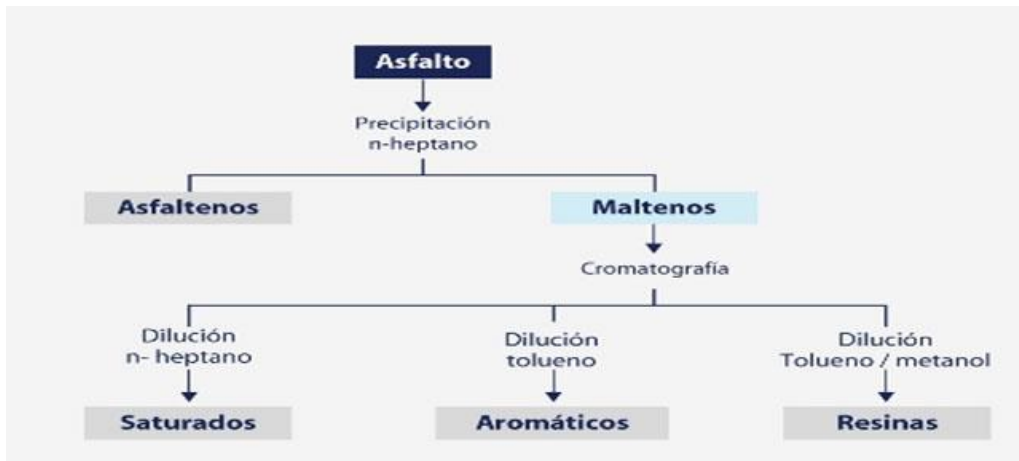 Asfalto
Precipitación
n-heptano
Asfaltenos
Maltenos
Cromatografía
Dilución
n- heptano
Dilución
tolueno
Dilución
Tolueno / metanol
Saturados
Aromáticos
Resinas